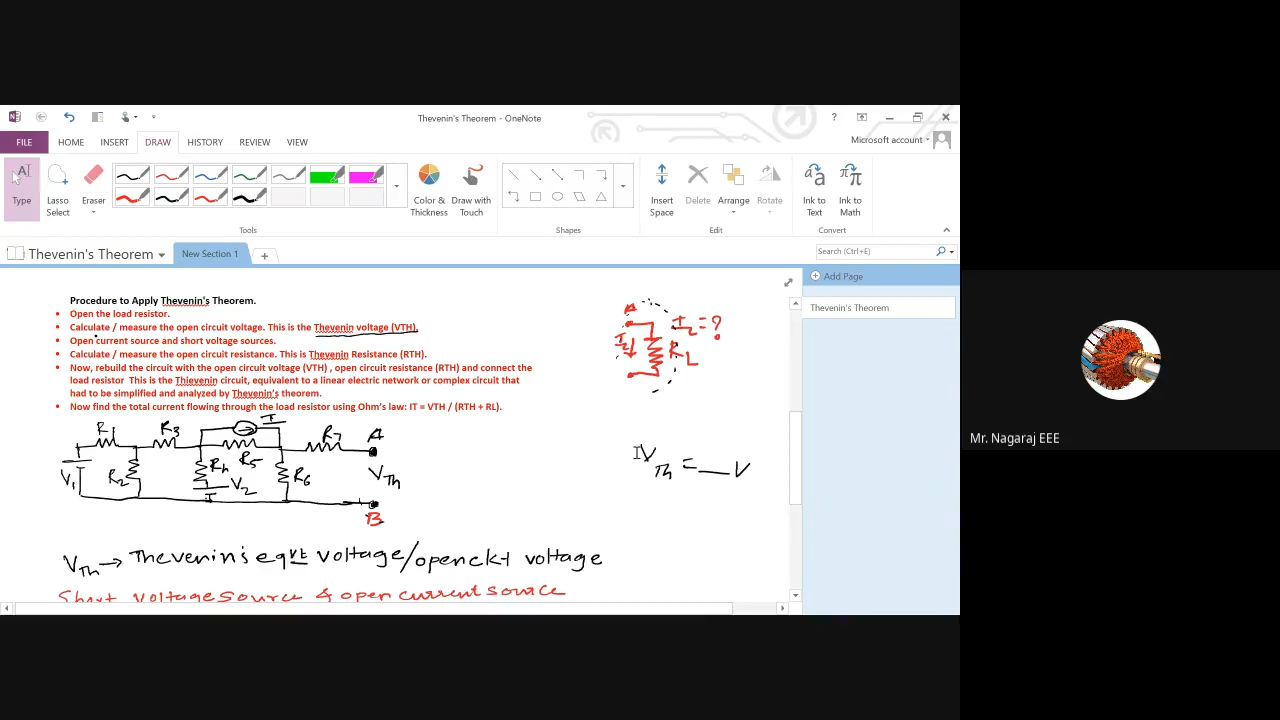 Thevenin's Theorem - OneNote
?
FILE HOME INSERT DRAW HISTORY REVIEW VIEW
Microsoft account
Type
Lasso Select
Eraser
Color & Thickness
Draw with Touch
Insert Space
Delete
Arrange
Rotate
Ink to Text
Ink to Math
Tools
Shapes
Edit
Convert
Thevenin's Theorem
New Section 1
Search (Ctrl+E)
Add Page
Thevenin's Theorem
Procedure to Apply Thevenin's Theorem.
Open the load resistor.
Calculate / measure the open circuit voltage. This is the Thevenin voltage (VTH).
Open current source and short voltage sources.
Calculate / measure the open circuit resistance. This is Thevenin Resistance (RTH).
Now, rebuild the circuit with the open circuit voltage (VTH) , open circuit resistance (RTH) and connect the
load resistor This is the Thievenin circuit, equivalent to a linear electric network or complex circuit that
had to be simplified and analyzed by Thevenin's theorem.
Now find the total current flowing through the load resistor using Ohm's law: IT = VTH / (RTH + RL).
A
IL = ?
IL
RL
R1 R3 I R7 A
R5
V1 R2 R4 V2 R6 VTh
B
VTh = __ V
VTh → Thevenin's eqvt voltage/open ckt voltage
Short voltage source & open current source
Mr. Nagaraj EEE